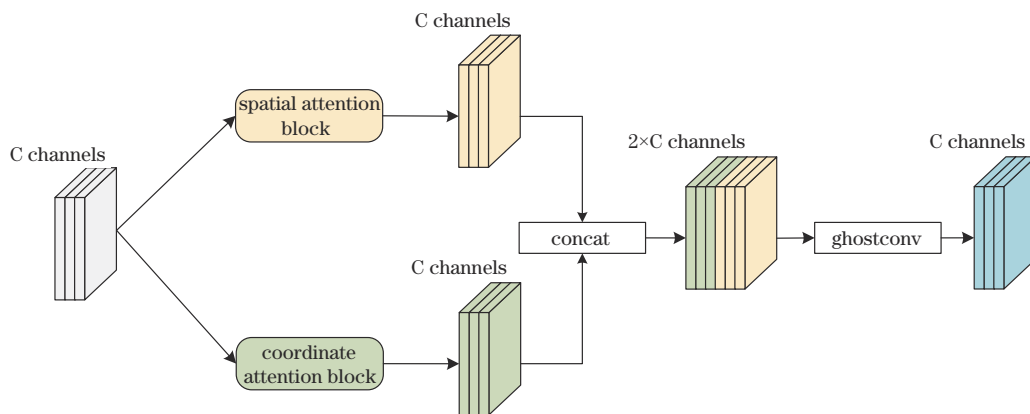 C channels
spatial attention
block
C channels
2×C channels
C channels
concat
ghostconv
C channels
coordinate
attention block